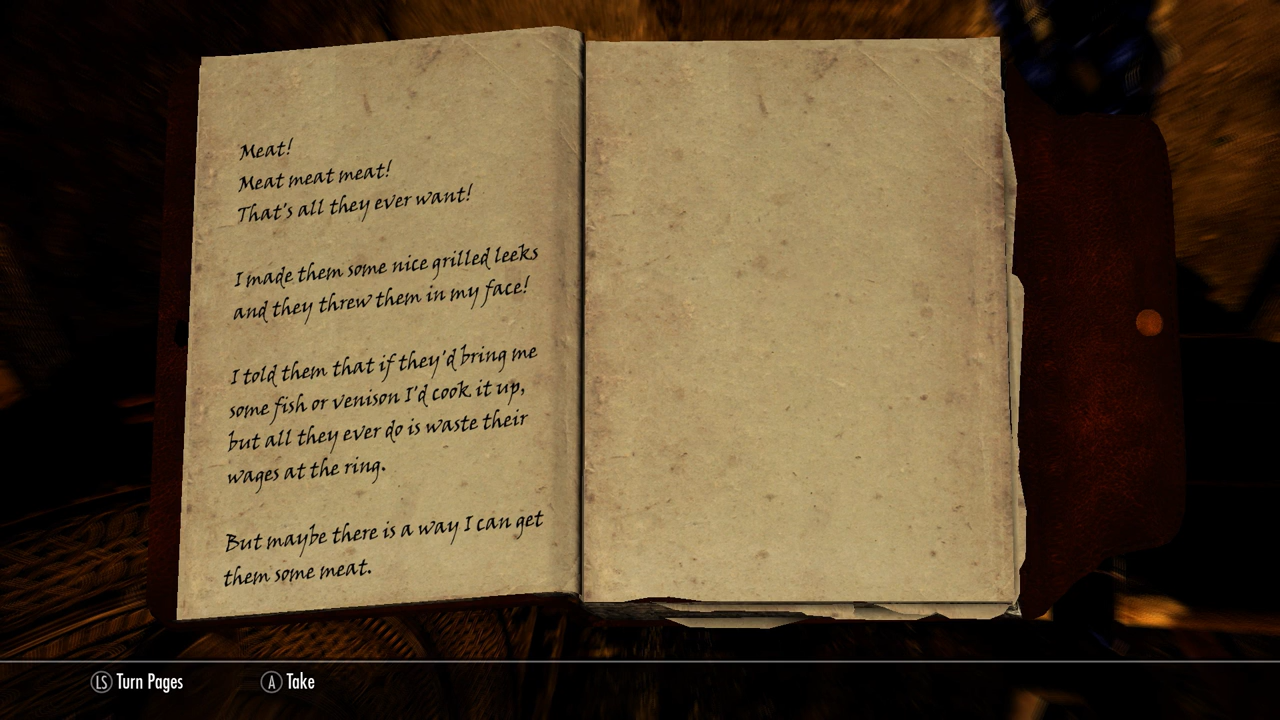 Meat!
Meat meat meat!
That's all they ever want!
I made them some nice grilled leeks
and they threw them in my face!
I told them that if they'd bring me
some fish or venison I'd cook it up,
but all they ever do is waste their
wages at the ring.
But maybe there is a way I can get
them some meat.
LS Turn Pages
A Take